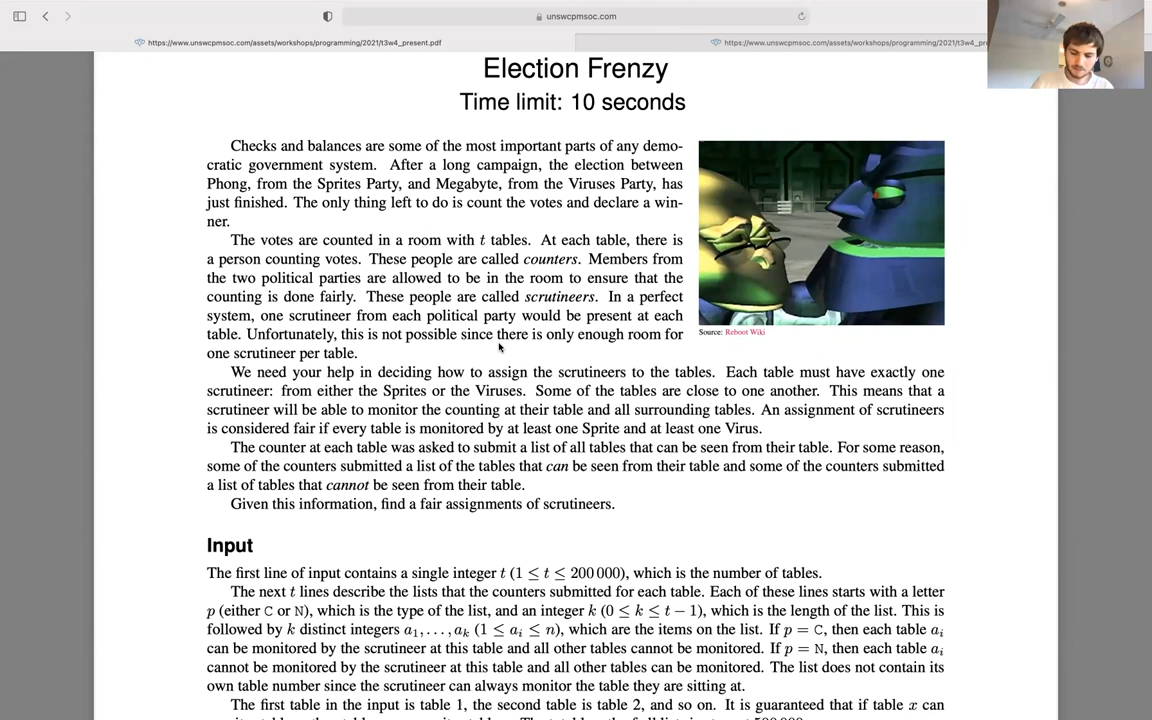 unswcpmsoc.com
https://www.unswcpmsoc.com/assets/workshops/programming/2021/t3w4_present.pdf
https://www.unswcpmsoc.com/assets/workshops/programming/2021/t3w4_pre
Election Frenzy
Time limit: 10 seconds
Checks and balances are some of the most important parts of any demo-
cratic government system. After a long campaign, the election between
Phong, from the Sprites Party, and Megabyte, from the Viruses Party, has
just finished. The only thing left to do is count the votes and declare a win-
ner.
The votes are counted in a room with t tables. At each table, there is
a person counting votes. These people are called counters. Members from
the two political parties are allowed to be in the room to ensure that the
counting is done fairly. These people are called scrutineers. In a perfect
system, one scrutineer from each political party would be present at each
table. Unfortunately, this is not possible since there is only enough room for
one scrutineer per table.
Source: Reboot Wiki
We need your help in deciding how to assign the scrutineers to the tables. Each table must have exactly one
scrutineer: from either the Sprites or the Viruses. Some of the tables are close to one another. This means that a
scrutineer will be able to monitor the counting at their table and all surrounding tables. An assignment of scrutineers
is considered fair if every table is monitored by at least one Sprite and at least one Virus.
The counter at each table was asked to submit a list of all tables that can be seen from their table. For some reason,
some of the counters submitted a list of the tables that can be seen from their table and some of the counters submitted
a list of tables that cannot be seen from their table.
Given this information, find a fair assignments of scrutineers.
Input
The first line of input contains a single integer t (1 ≤ t ≤ 200 000), which is the number of tables.
The next t lines describe the lists that the counters submitted for each table. Each of these lines starts with a letter
p (either C or N), which is the type of the list, and an integer k (0 ≤ k ≤ t − 1), which is the length of the list. This is
followed by k distinct integers a1, . . . , ak (1 ≤ ai ≤ n), which are the items on the list. If p = C, then each table ai
can be monitored by the scrutineer at this table and all other tables cannot be monitored. If p = N, then each table ai
cannot be monitored by the scrutineer at this table and all other tables can be monitored. The list does not contain its
own table number since the scrutineer can always monitor the table they are sitting at.
The first table in the input is table 1, the second table is table 2, and so on. It is guaranteed that if table x can